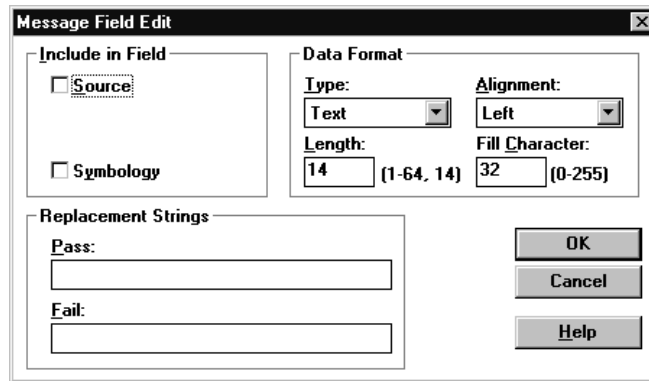 Message Field Edit
Include in Field
Source
Symbology
Data Format
Type:
Alignment:
Text
Left
Length:
Fill Character:
14 (1-64, 14)
32 (0-255)
Replacement Strings
Pass:
Fail:
OK
Cancel
Help